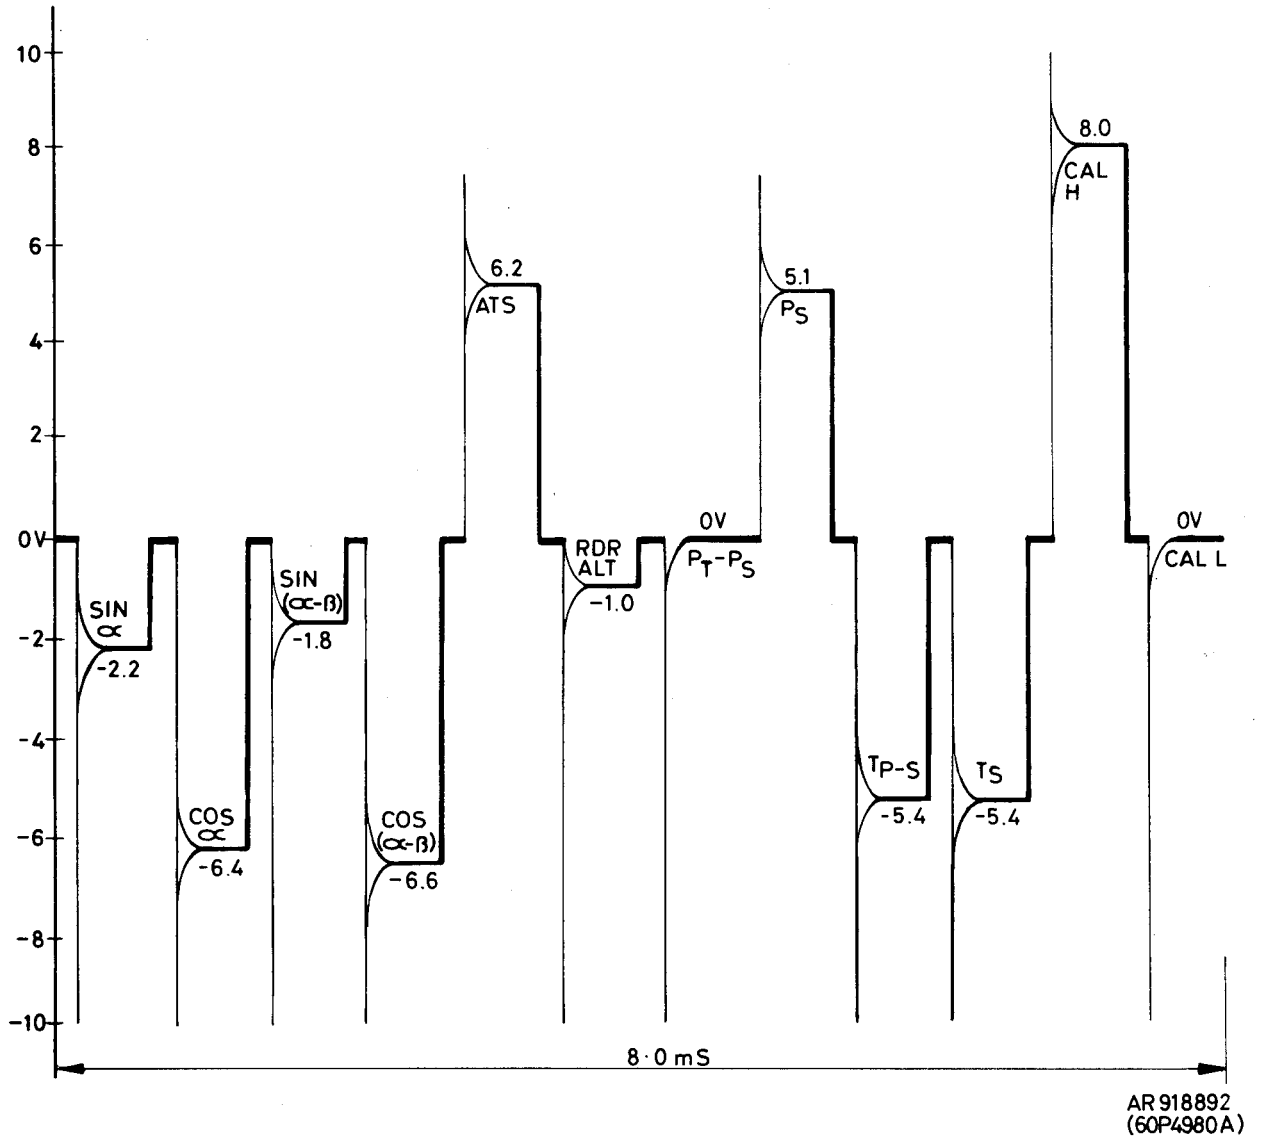 10
8
6
4
2
0V
-2
-4
-6
-8
-10
SIN
∝
-2.2
COS
∝
-6.4
SIN
(∝-β)
-1.8
COS
(∝-β)
-6.6
6.2
ATS
RDR
ALT
-1.0
0V
PT-PS
5.1
PS
TP-S
-5.4
TS
-5.4
8.0
CAL
H
0V
CAL L
8·0 mS
AR 918892
(60P4980A)